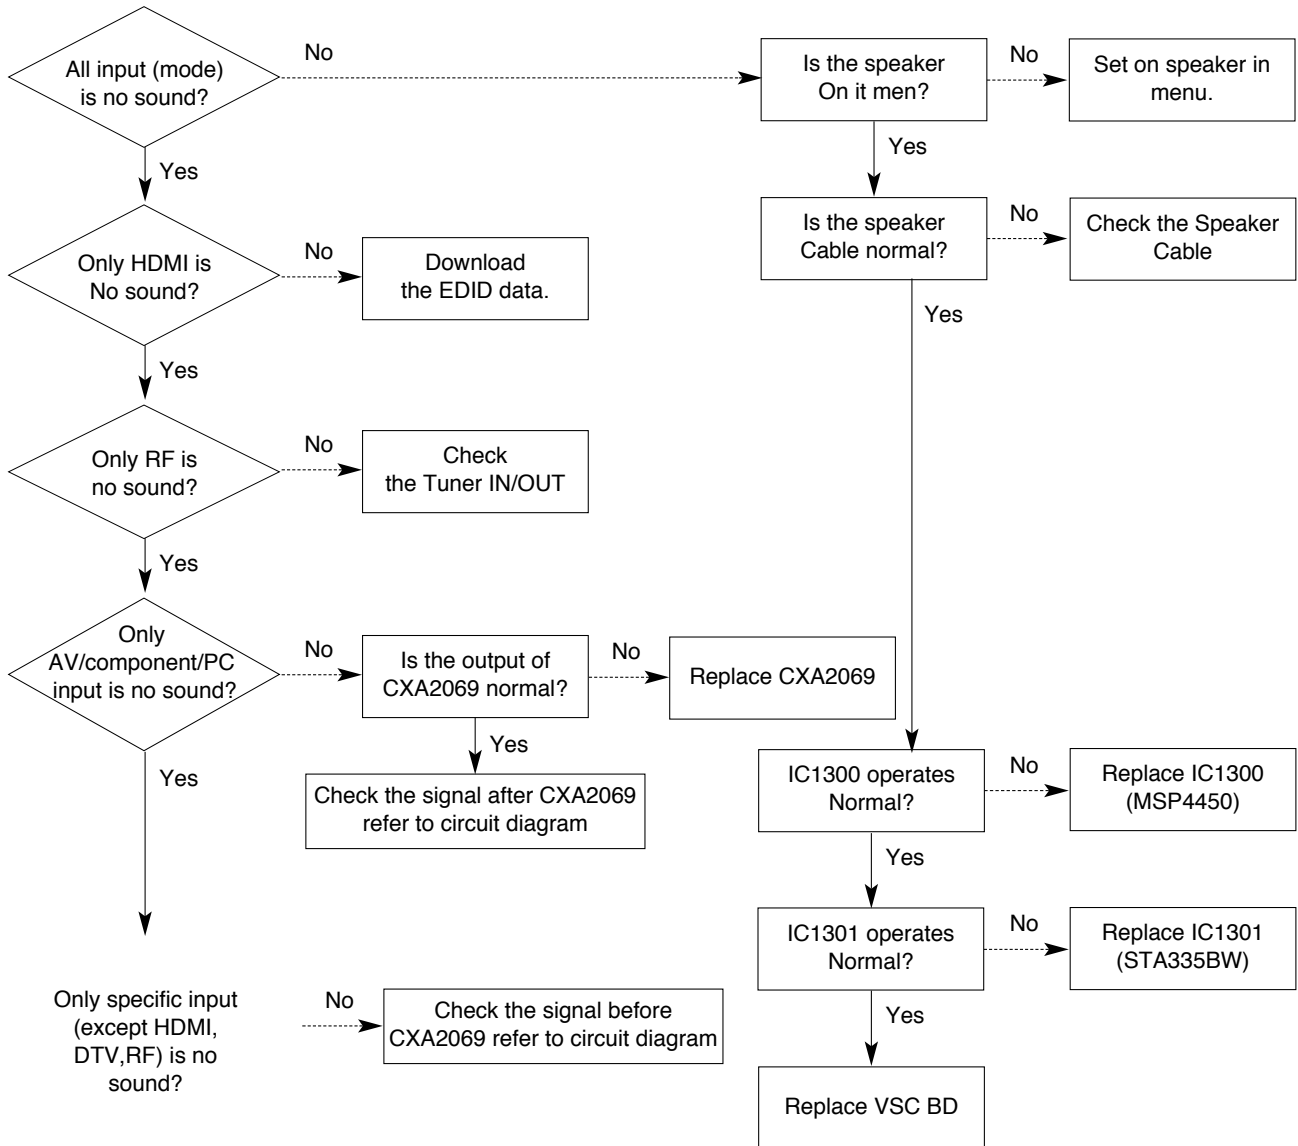 All input (mode)
is no sound?
No
Is the speaker
On it men?
No
Set on speaker in
menu.
Yes
Yes
Only HDMI is
No sound?
No
Download
the EDID data.
Is the speaker
Cable normal?
No
Check the Speaker
Cable
Yes
Yes
Only RF is
no sound?
No
Check
the Tuner IN/OUT
Yes
Only
AV/component/PC
input is no sound?
No
Is the output of
CXA2069 normal?
No
Replace CXA2069
Yes
Yes
Check the signal after CXA2069
refer to circuit diagram
IC1300 operates
Normal?
No
Replace IC1300
(MSP4450)
Yes
IC1301 operates
Normal?
No
Replace IC1301
(STA335BW)
Only specific input
(except HDMI,
DTV,RF) is no
sound?
No
Check the signal before
CXA2069 refer to circuit diagram
Yes
Replace VSC BD